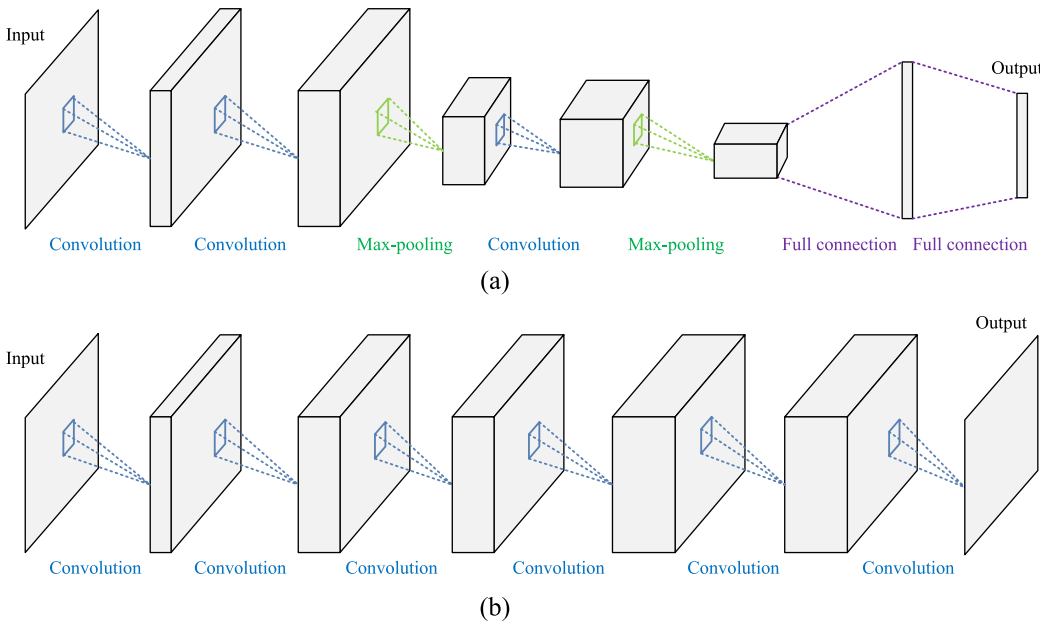 Input
Output
Convolution Convolution Max-pooling Convolution Max-pooling Full connection Full connection
(a)
Output
Input
Convolution Convolution Convolution Convolution Convolution Convolution
(b)